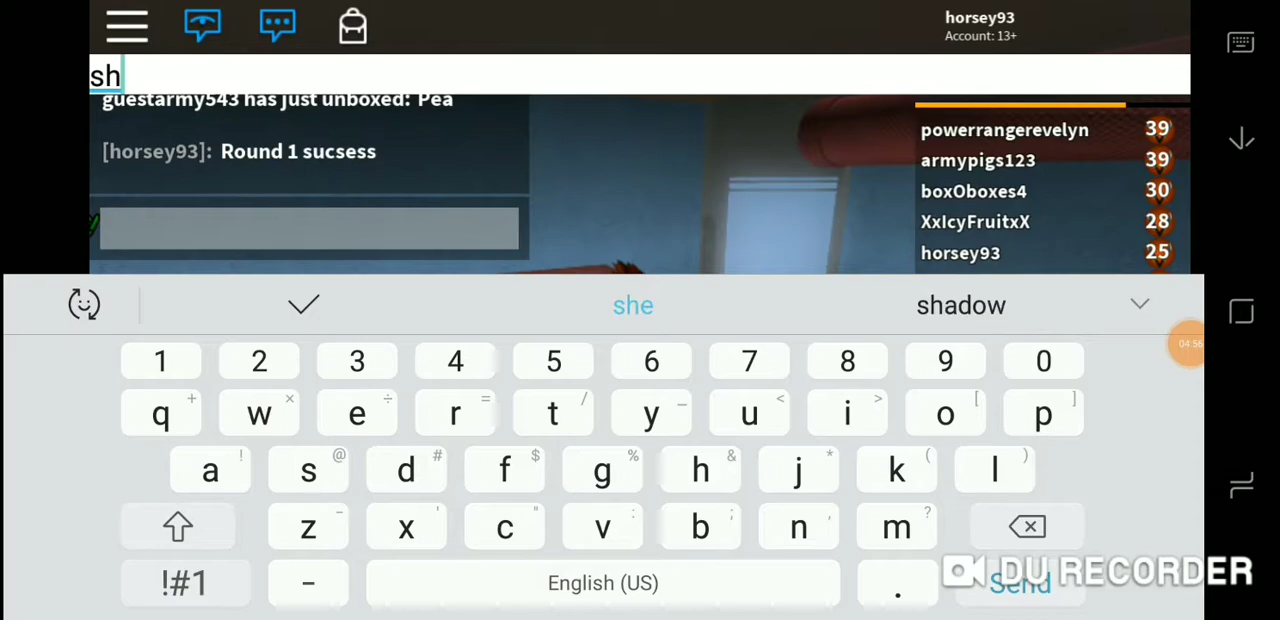 horsey93
Account: 13+
sh
guestarmy543 has just unboxed: Pea
[horsey93]: Round 1 sucsess
powerrangerevelyn 39
armypigs123 39
boxOboxes4 30
XxIcyFruitxX 28
horsey93 25
she shadow
04:56
1 2 3 4 5 6 7 8 9 0
q + w × e ÷ r = t / y _ u < i > o [ p ]
a ! s @ d # f $ g % h & j * k ( l )
z - x ' c " v : b ; n , m ?
!#1 - English (US) . Send
DU RECORDER